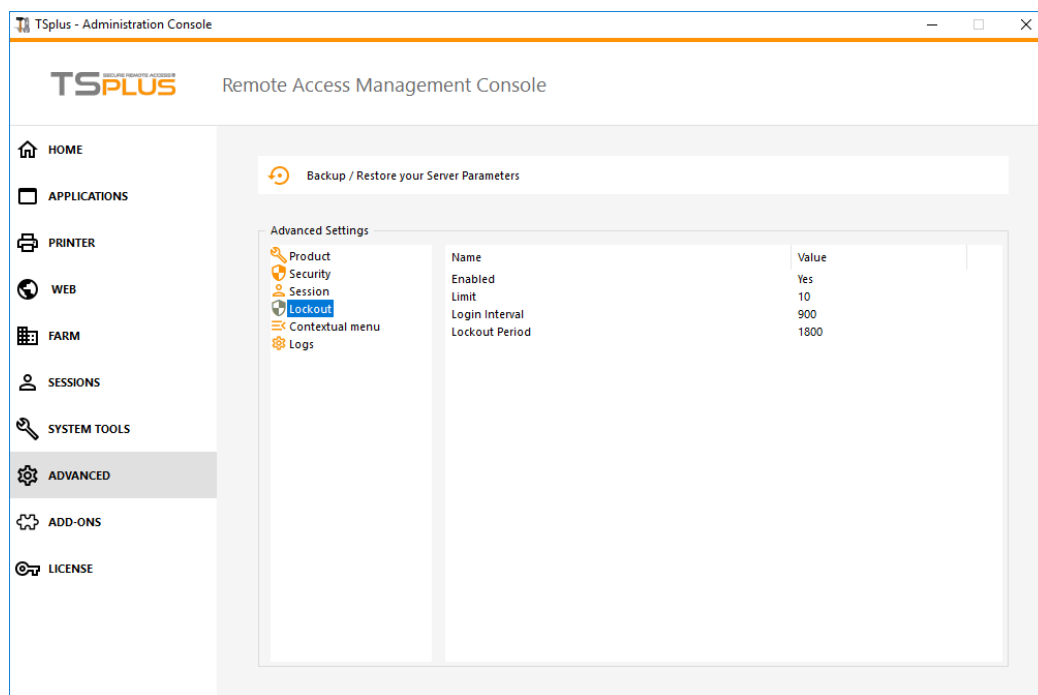 TSplus - Administration Console
TSPLUS
SECURE REMOTE ACCESS®
Remote Access Management Console
HOME
APPLICATIONS
PRINTER
WEB
FARM
SESSIONS
SYSTEM TOOLS
ADVANCED
ADD-ONS
LICENSE
Backup / Restore your Server Parameters
Advanced Settings
Product
Security
Session
Lockout
Contextual menu
Logs
Name Value
Enabled Yes
Limit 10
Login Interval 900
Lockout Period 1800